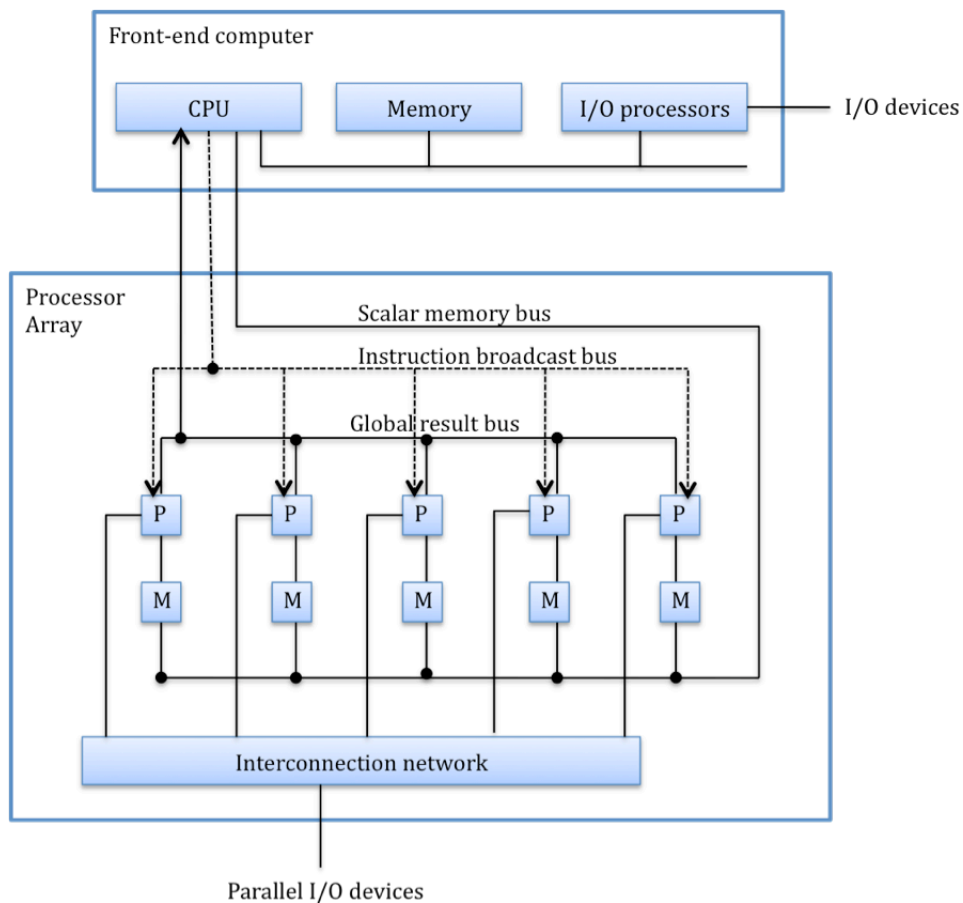 Front-end computer
CPU
Memory
I/O processors
I/O devices
Processor
Array
Scalar memory bus
Instruction broadcast bus
Global result bus
P
P
P
P
P
M
M
M
M
M
Interconnection network
Parallel I/O devices